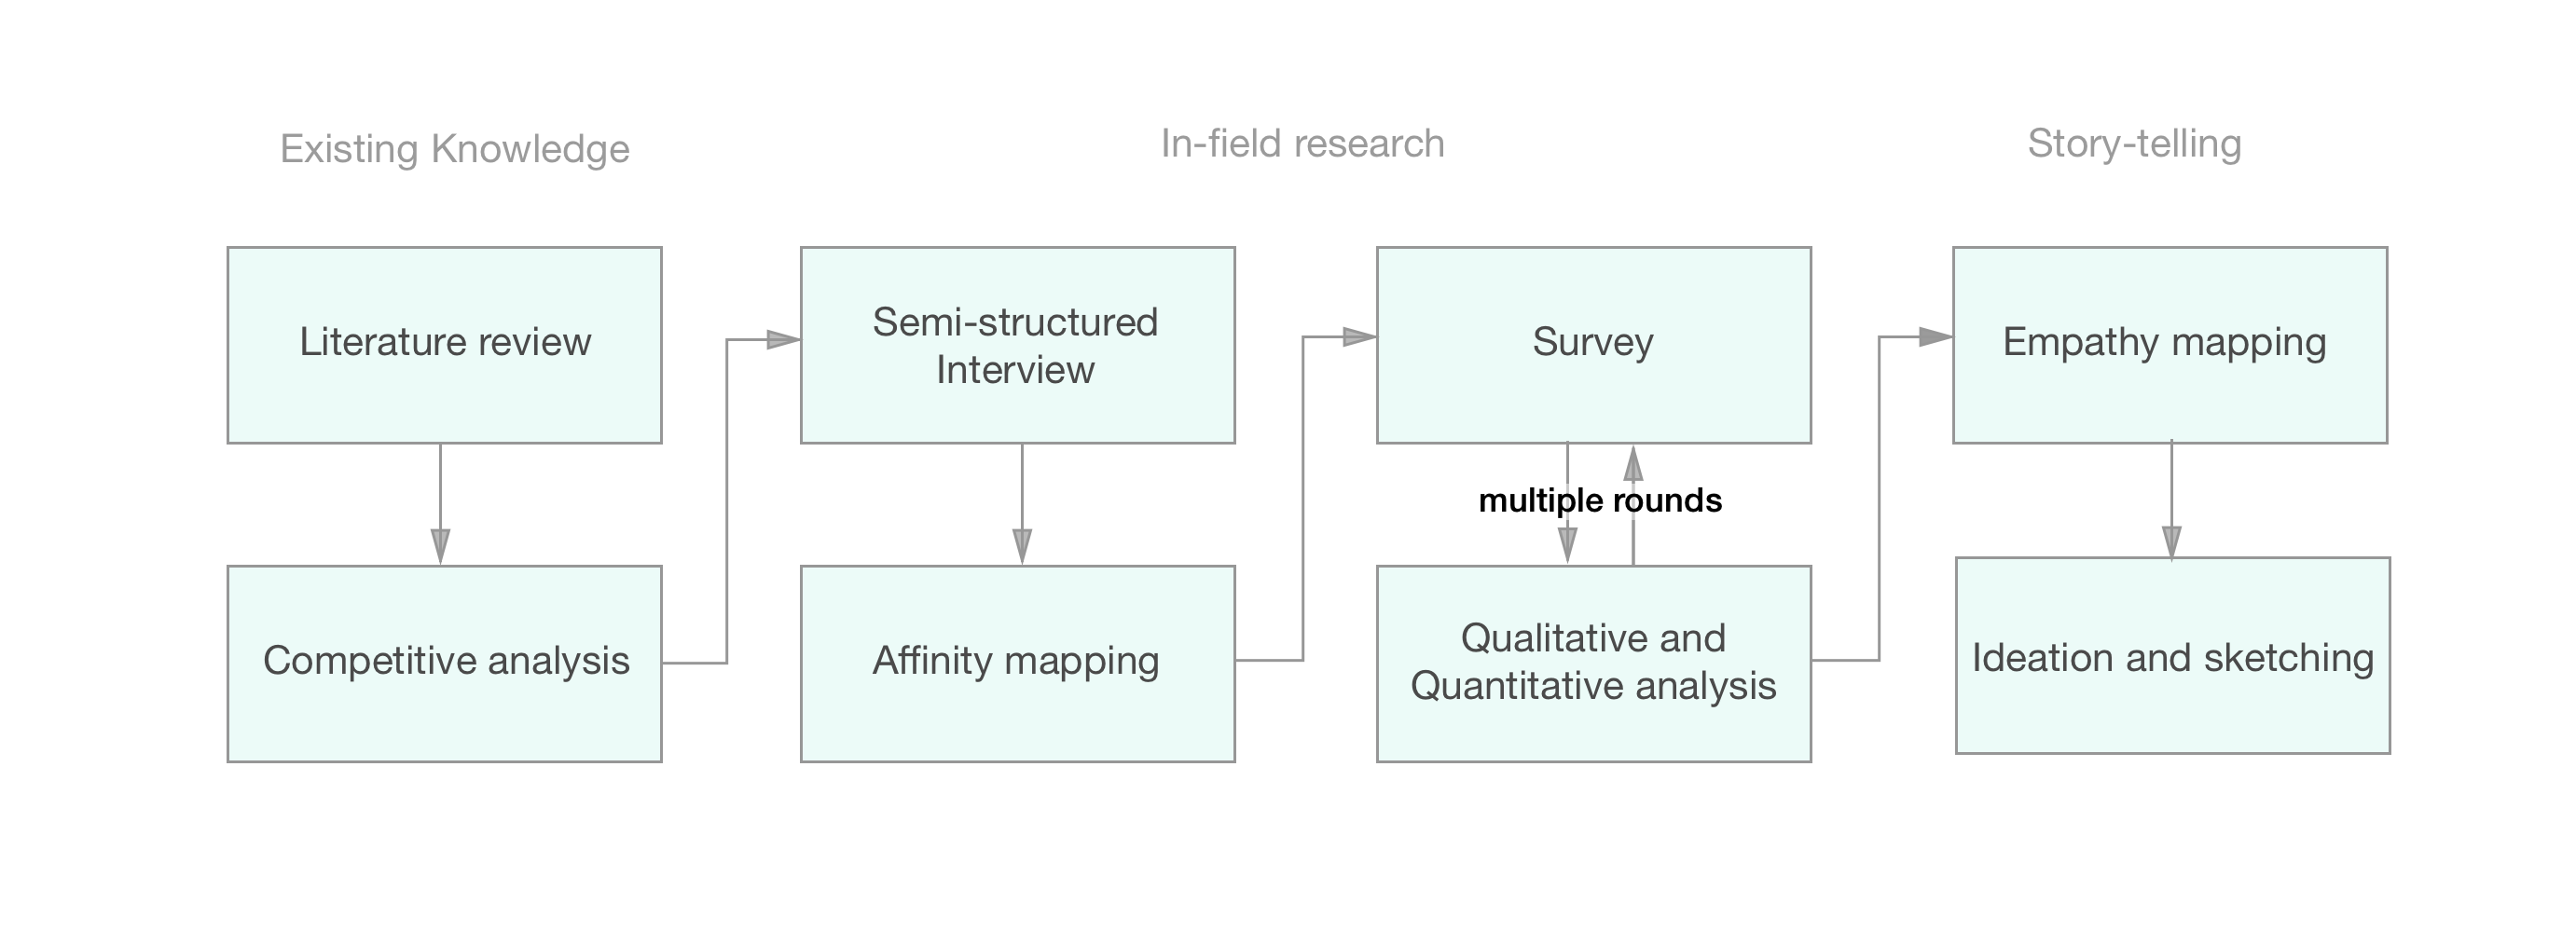 Existing Knowledge
In-field research
Story-telling
Literature review
Semi-structured
Interview
Survey
Empathy mapping
multiple rounds
Competitive analysis
Affinity mapping
Qualitative and
Quantitative analysis
Ideation and sketching